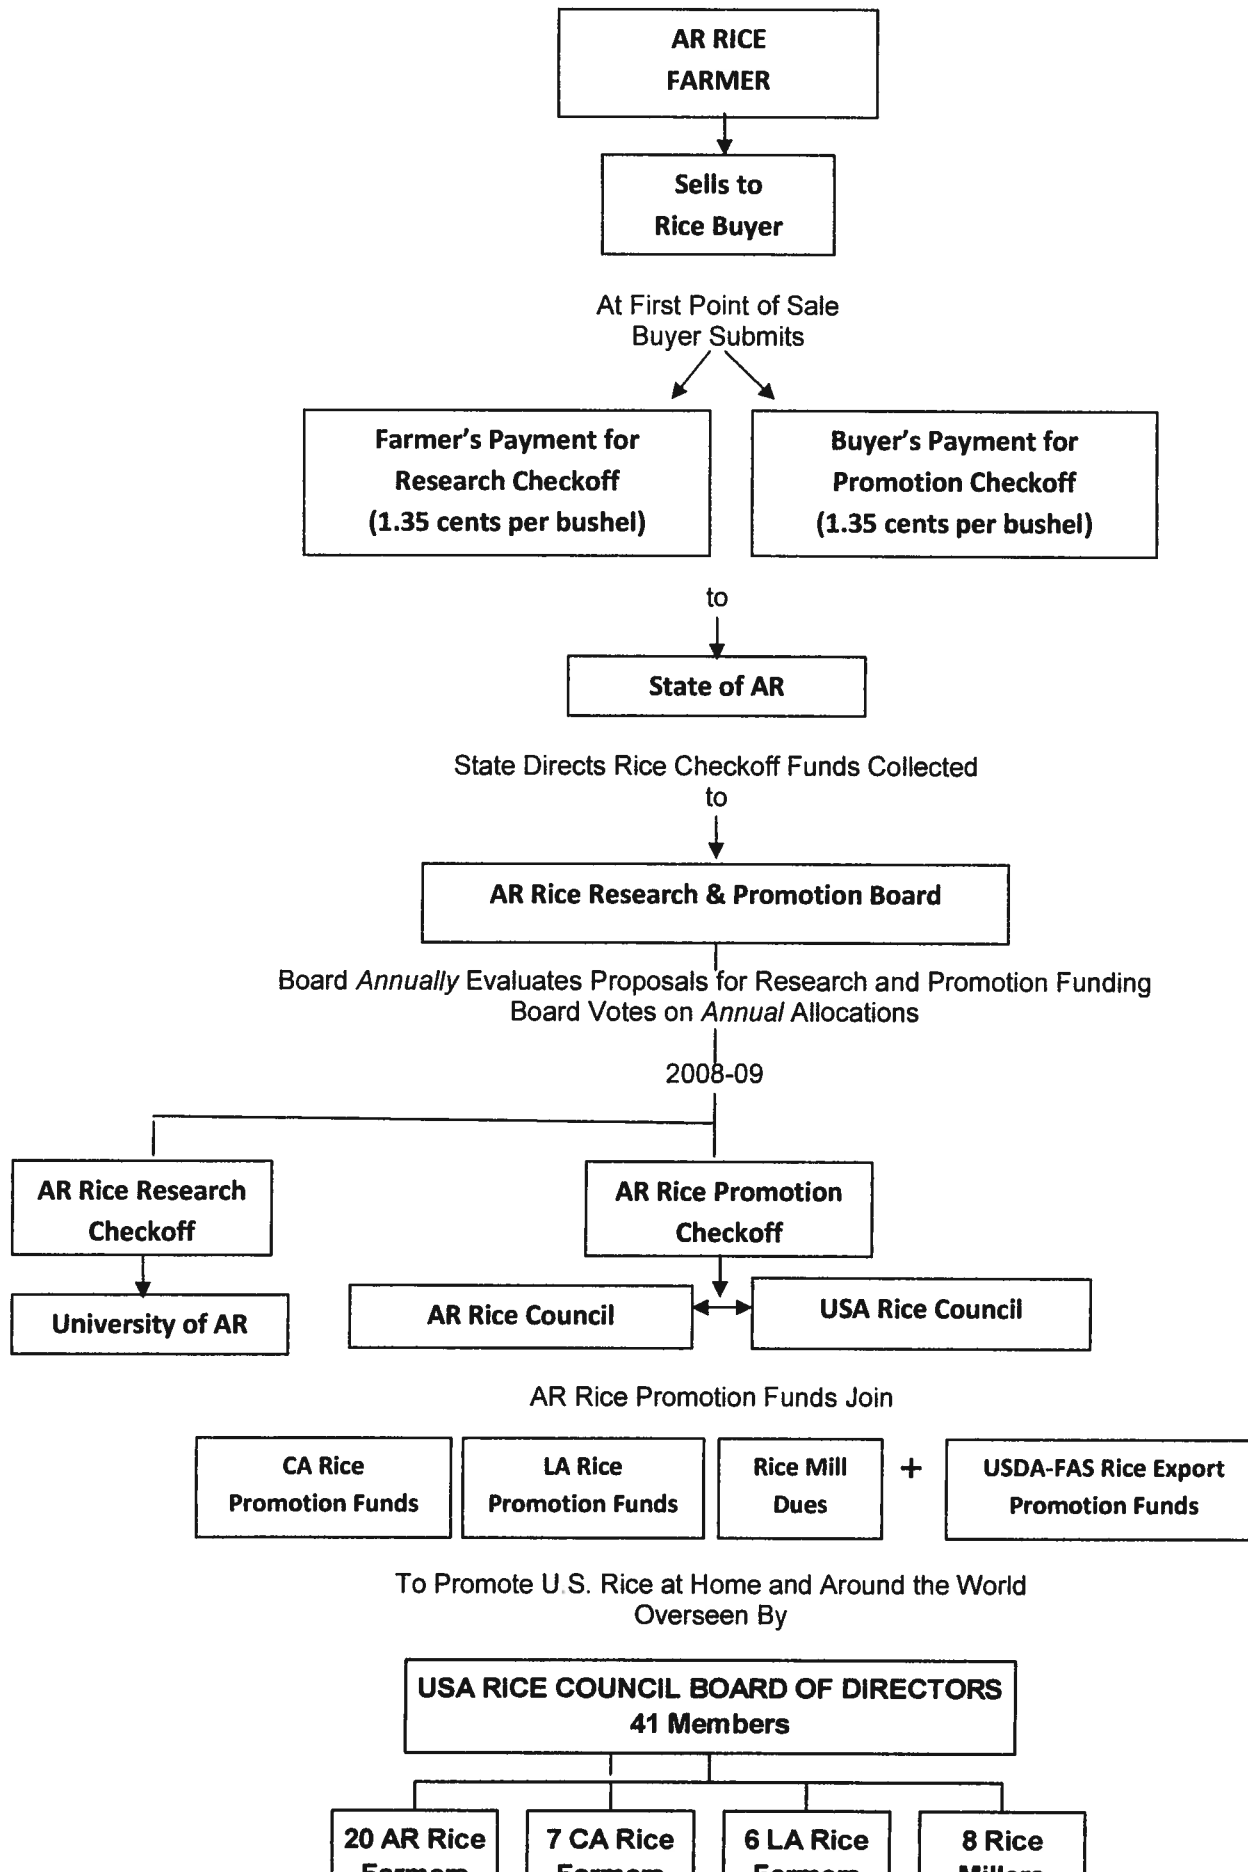 AR RICE
FARMER
Sells to
Rice Buyer
At First Point of Sale
Buyer Submits
Farmer's Payment for
Research Checkoff
(1.35 cents per bushel)
Buyer's Payment for
Promotion Checkoff
(1.35 cents per bushel)
to
State of AR
State Directs Rice Checkoff Funds Collected
to
AR Rice Research & Promotion Board
Board Annually Evaluates Proposals for Research and Promotion Funding
Board Votes on Annual Allocations
2008-09
AR Rice Research
Checkoff
AR Rice Promotion
Checkoff
University of AR
AR Rice Council
USA Rice Council
AR Rice Promotion Funds Join
CA Rice
Promotion Funds
LA Rice
Promotion Funds
Rice Mill
Dues
+
USDA-FAS Rice Export
Promotion Funds
To Promote U.S. Rice at Home and Around the World
Overseen By
USA RICE COUNCIL BOARD OF DIRECTORS
41 Members
20 AR Rice
Farmers
7 CA Rice
Farmers
6 LA Rice
Farmers
8 Rice
Millers